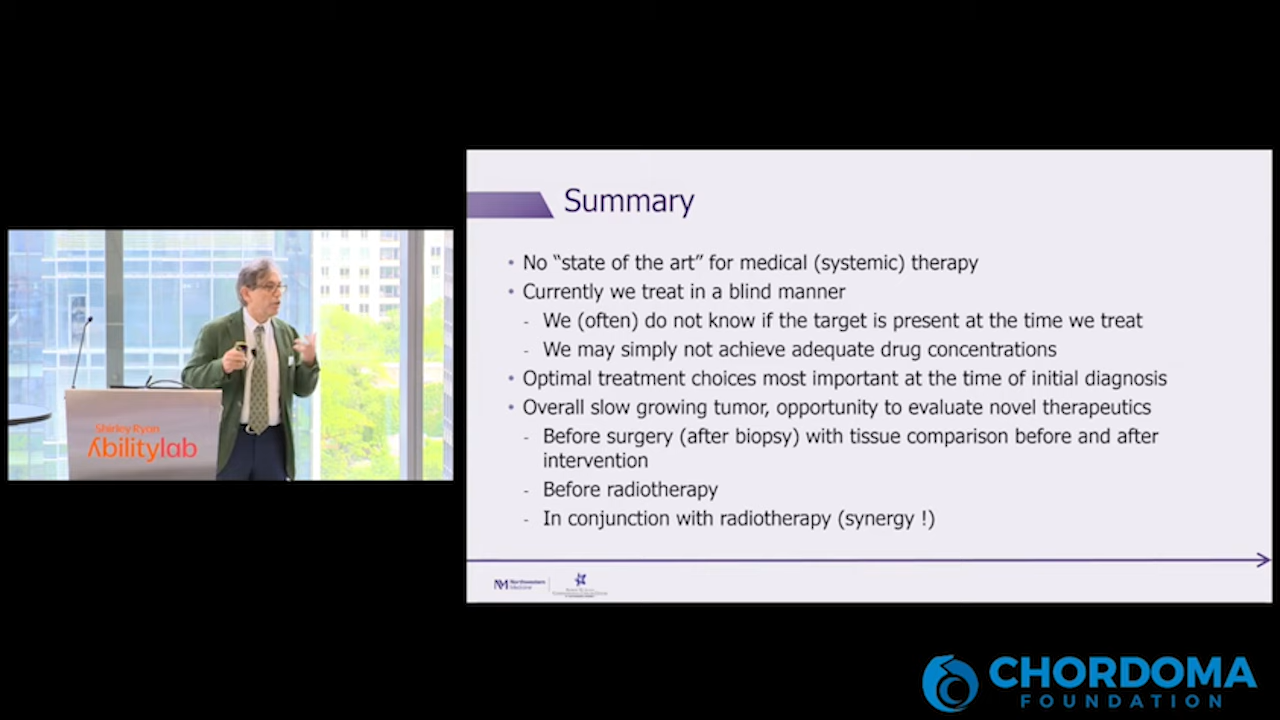 Summary
• No “state of the art” for medical (systemic) therapy
• Currently we treat in a blind manner
- We (often) do not know if the target is present at the time we treat
- We may simply not achieve adequate drug concentrations
• Optimal treatment choices most important at the time of initial diagnosis
• Overall slow growing tumor, opportunity to evaluate novel therapeutics
- Before surgery (after biopsy) with tissue comparison before and after
intervention
- Before radiotherapy
- In conjunction with radiotherapy (synergy !)
Shirley Ryan
Abilitylab
Northwestern
Medicine
CHORDOMA
FOUNDATION